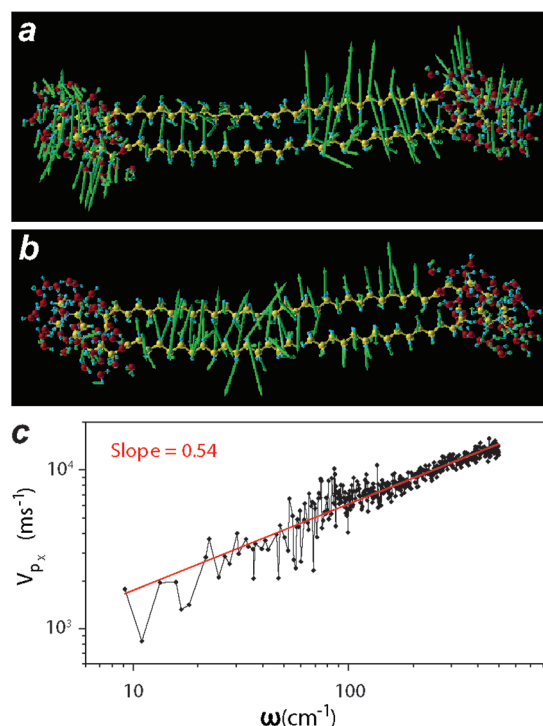 a
b
c
Slope = 0.54
10⁴
10³
V_{p_X} (ms⁻¹)
10
100
ω(cm⁻¹)